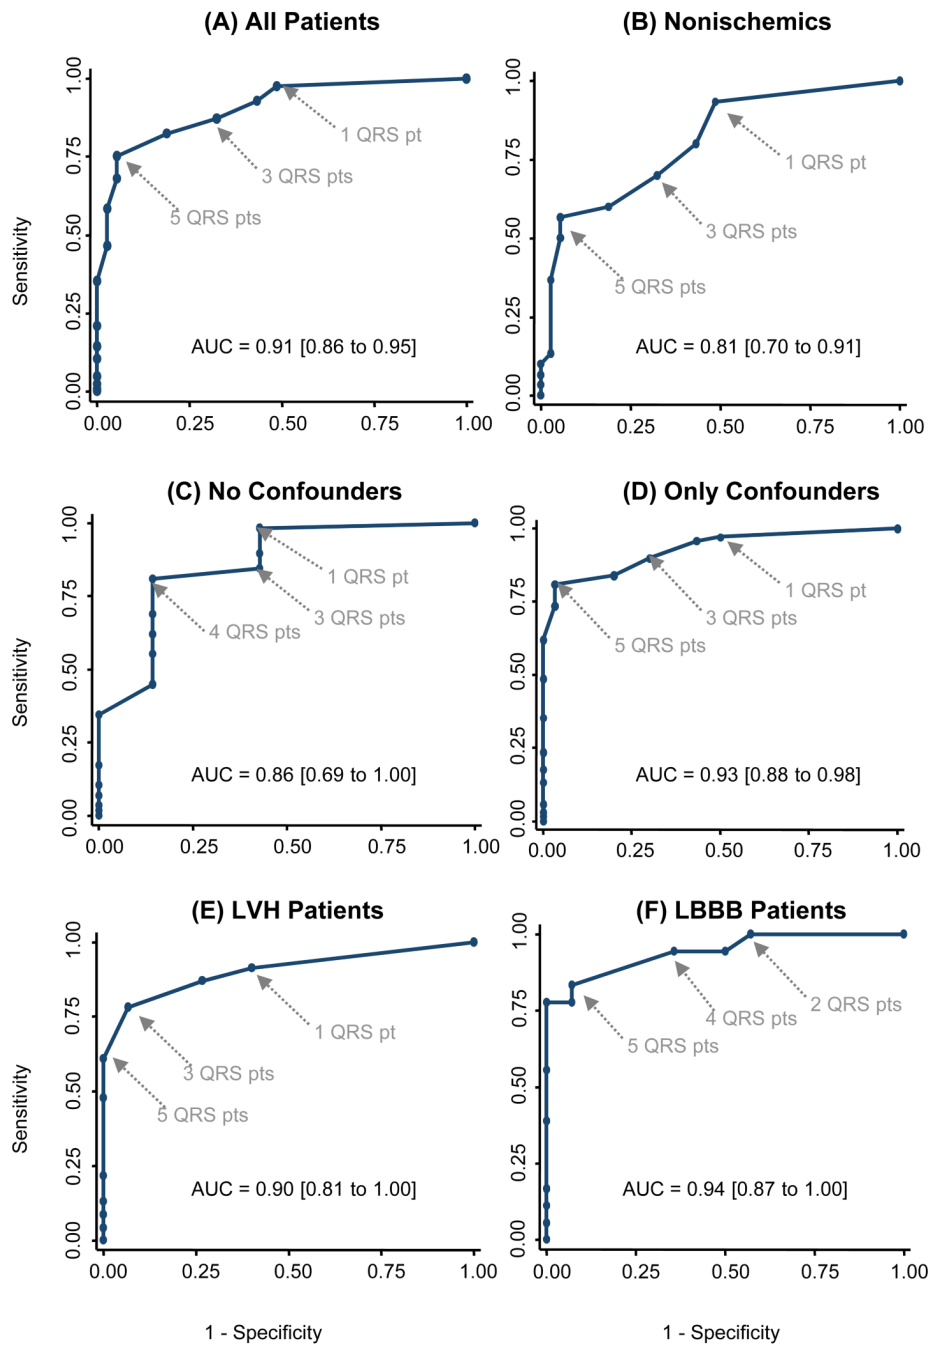 (A) All Patients
Sensitivity
1.00
0.75
0.50
0.25
0.00
1 QRS pt
3 QRS pts
5 QRS pts
AUC = 0.91 [0.86 to 0.95]
0.00 0.25 0.50 0.75 1.00
(B) Nonischemics
1.00
0.75
0.50
0.25
0.00
1 QRS pt
3 QRS pts
5 QRS pts
AUC = 0.81 [0.70 to 0.91]
0.00 0.25 0.50 0.75 1.00
(C) No Confounders
Sensitivity
1.00
0.75
0.50
0.25
0.00
1 QRS pt
3 QRS pts
4 QRS pts
AUC = 0.86 [0.69 to 1.00]
0.00 0.25 0.50 0.75 1.00
(D) Only Confounders
1.00
0.75
0.50
0.25
0.00
1 QRS pt
3 QRS pts
5 QRS pts
AUC = 0.93 [0.88 to 0.98]
0.00 0.25 0.50 0.75 1.00
(E) LVH Patients
Sensitivity
1.00
0.75
0.50
0.25
0.00
1 QRS pt
3 QRS pts
5 QRS pts
AUC = 0.90 [0.81 to 1.00]
0.00 0.25 0.50 0.75 1.00
1 - Specificity
(F) LBBB Patients
1.00
0.75
0.50
0.25
0.00
2 QRS pts
4 QRS pts
5 QRS pts
AUC = 0.94 [0.87 to 1.00]
0.00 0.25 0.50 0.75 1.00
1 - Specificity